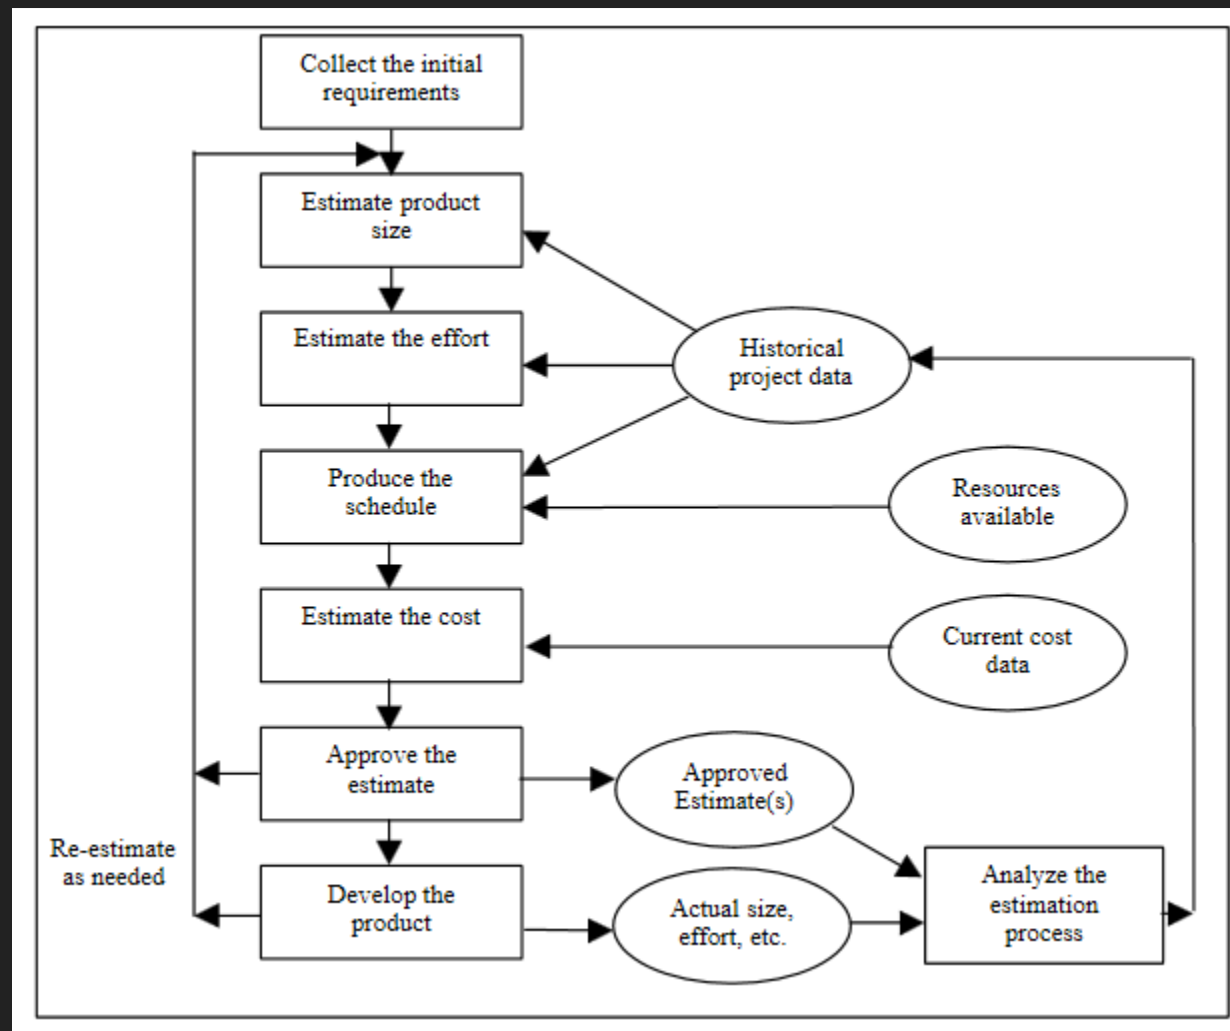 Collect the initial
requirements
Estimate product
size
Estimate the effort
Historical
project data
Produce the
schedule
Resources
available
Estimate the cost
Current cost
data
Approve the
estimate
Approved
Estimate(s)
Re-estimate
as needed
Develop the
product
Actual size,
effort, etc.
Analyze the
estimation
process